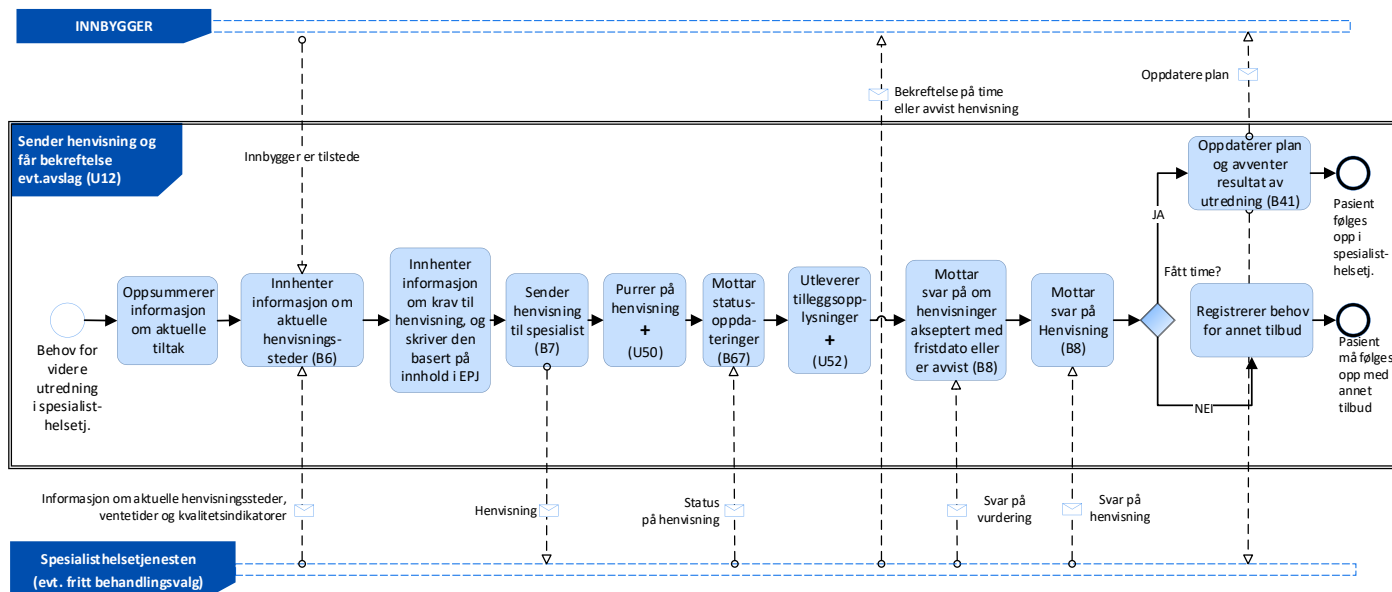 INNBYGGER
Oppdatere plan
Bekreftelse på time
eller avvist henvisning
Sender henvisning og
får bekreftelse
evt.avslag (U12)
Innbygger er tilstede
Oppdaterer plan
og avventer
resultat av
utredning (B41)
Pasient
følges
opp i
spesialist-
helsetj.
JA
Behov for
videre
utredning
i spesialist-
helsetj.
Oppsummerer
informasjon
om aktuelle
tiltak
Innhenter
informasjon om
aktuelle
henvisnings-
steder (B6)
Innhenter
informasjon
om krav til
henvisning, og
skriver den
basert på
innhold i EPJ
Sender
henvisning
til spesialist
(B7)
Purrer på
henvisning
+
(U50)
Mottar
status-
oppda-
teringer
(B67)
Utleverer
tilleggsopp-
lysninger
+
(U52)
Mottar
svar på om
henvisninger
akseptert med
fristdato eller
er avvist (B8)
Mottar
svar på
Henvisning
(B8)
Fått time?
Registrerer behov
for annet tilbud
Pasient
må følges
opp med
annet
tilbud
NEI
Informasjon om aktuelle henvisningssteder,
ventetider og kvalitetsindikatorer
Henvisning
Status
på henvisning
Svar på
vurdering
Svar på
henvisning
Spesialisthelsetjenesten
(evt. fritt behandlingsvalg)